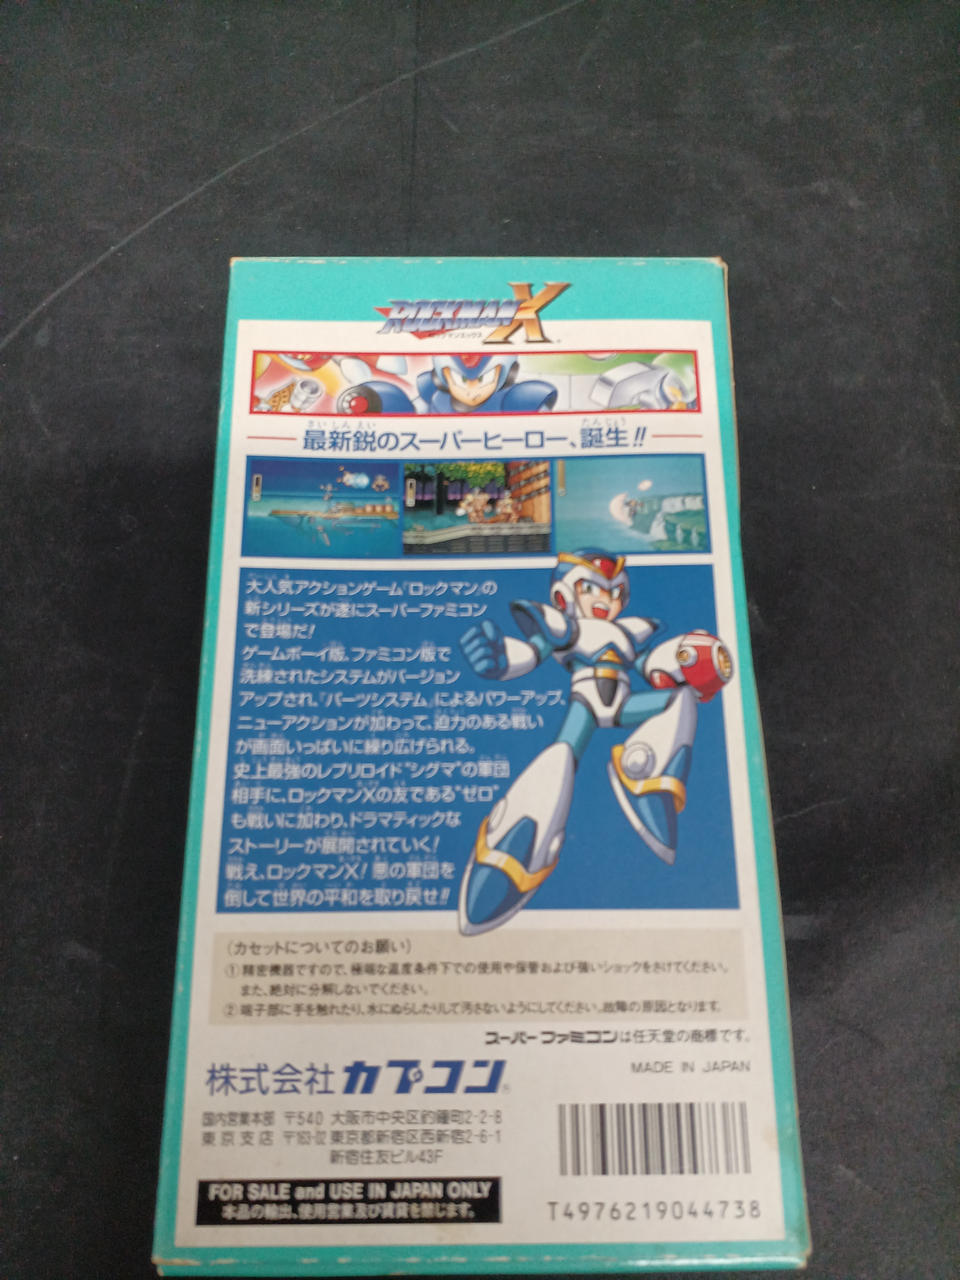 ROCKMAN X
ロックマンエックス
最新鋭のスーパーヒーロー、誕生!!
大人気アクションゲーム『ロックマン』の
新シリーズが遂にスーパーファミコン
で登場だ!
ゲームボーイ版、ファミコン版で
洗練されたシステムがバージョン
アップされ、『パーツシステム』によるパワーアップ、
ニューアクションが加わって、迫力のある戦い
が画面いっぱいに繰り広げられる。
史上最強のレプリロイド"シグマ"の軍団
相手に、ロックマンXの友である"ゼロ"
も戦いに加わり、ドラマティックな
ストーリーが展開されていく!
戦え、ロックマンX! 悪の軍団を
倒して世界の平和を取り戻せ!!
(カセットについてのお願い)
①精密機器ですので、極端な温度条件下での使用や保管および強いショックをさけてください。
また、絶対に分解しないでください。
②端子部に手を触れたり、水にぬらしたりして汚さないようにしてください。故障の原因となります。
スーパーファミコンは任天堂の商標です。
株式会社カプコン®
MADE IN JAPAN
国内営業本部 〒540 大阪市中央区釣鐘町2-2-8
東京支店 〒163-02 東京都新宿区西新宿2-6-1
新宿住友ビル43F
FOR SALE and USE IN JAPAN ONLY
本品の輸出、使用営業及び賃貸を禁じます。
T4976219044738